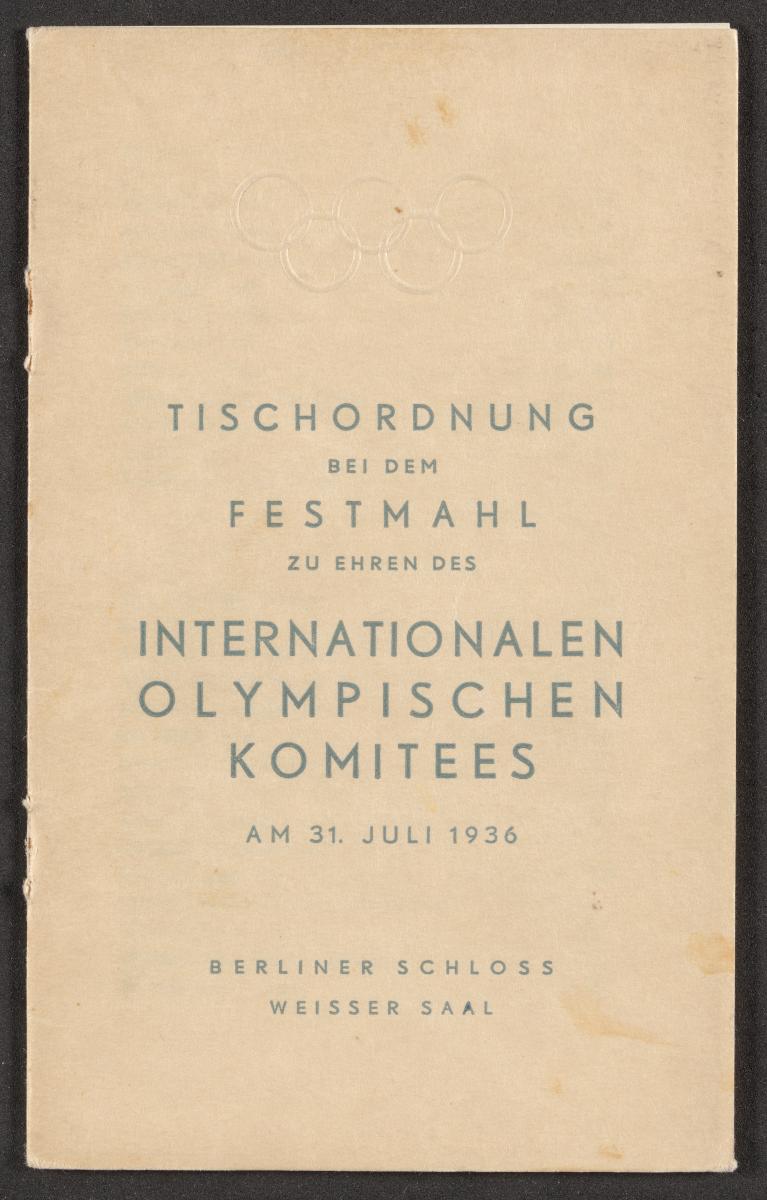 TISCHORDNUNG
BEI DEM
FESTMAHL
ZU EHREN DES
INTERNATIONALEN
OLYMPISCHEN
KOMITEES
AM 31. JULI 1936
BERLINER SCHLOSS
WEISSER SAAL